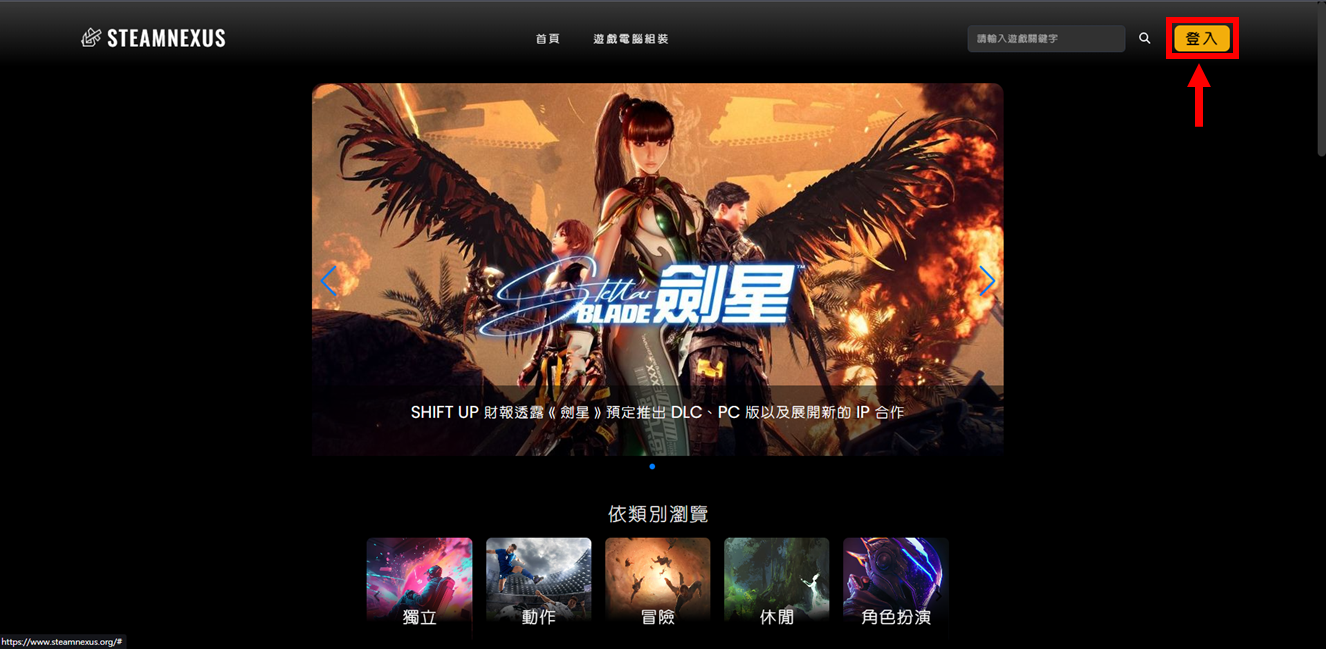 STEAMNEXUS
首頁
遊戲電腦組裝
請輸入遊戲關鍵字
登入
Stellar
BLADE 劍星™
SHIFT UP 財報透露《劍星》預定推出 DLC、PC 版以及展開新的 IP 合作
依類別瀏覽
獨立
動作
冒險
休閒
角色扮演
https://www.steamnexus.org/#